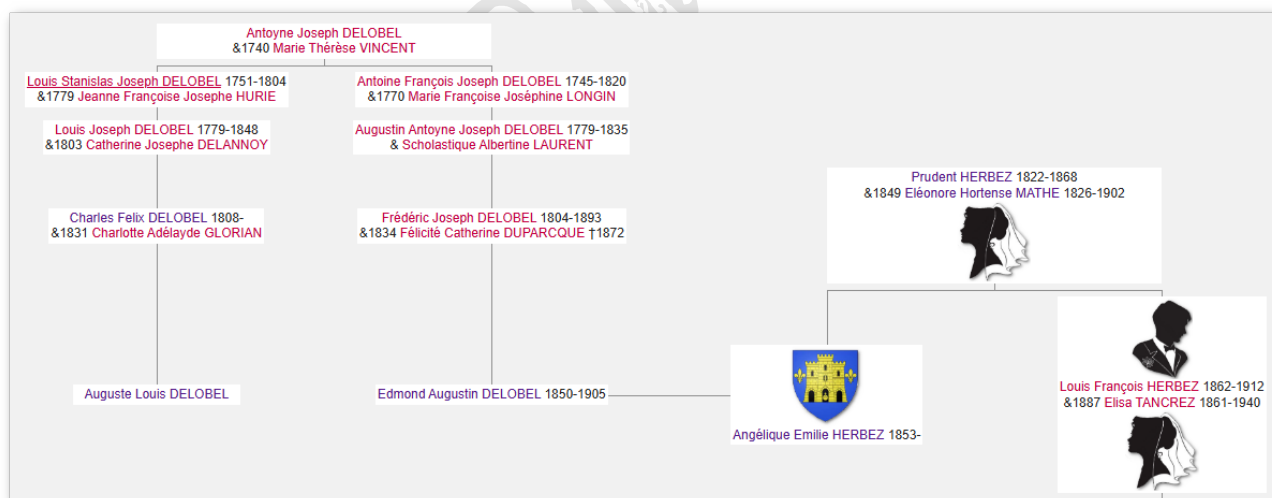 Antoyne Joseph DELOBEL
&1740 Marie Thérèse VINCENT
Louis Stanislas Joseph DELOBEL 1751-1804
&1779 Jeanne Françoise Josephe HURIE
Antoine François Joseph DELOBEL 1745-1820
&1770 Marie Françoise Joséphine LONGIN
Louis Joseph DELOBEL 1779-1848
&1803 Catherine Josephe DELANNOY
Augustin Antoyne Joseph DELOBEL 1779-1835
& Scholastique Albertine LAURENT
Prudent HERBEZ 1822-1868
&1849 Eléonore Hortense MATHE 1826-1902
Charles Felix DELOBEL 1808-
&1831 Charlotte Adélayde GLORIAN
Frédéric Joseph DELOBEL 1804-1893
&1834 Félicité Catherine DUPARCQUE †1872
Auguste Louis DELOBEL
Edmond Augustin DELOBEL 1850-1905
Angélique Emilie HERBEZ 1853-
Louis François HERBEZ 1862-1912
&1887 Elisa TANCREZ 1861-1940